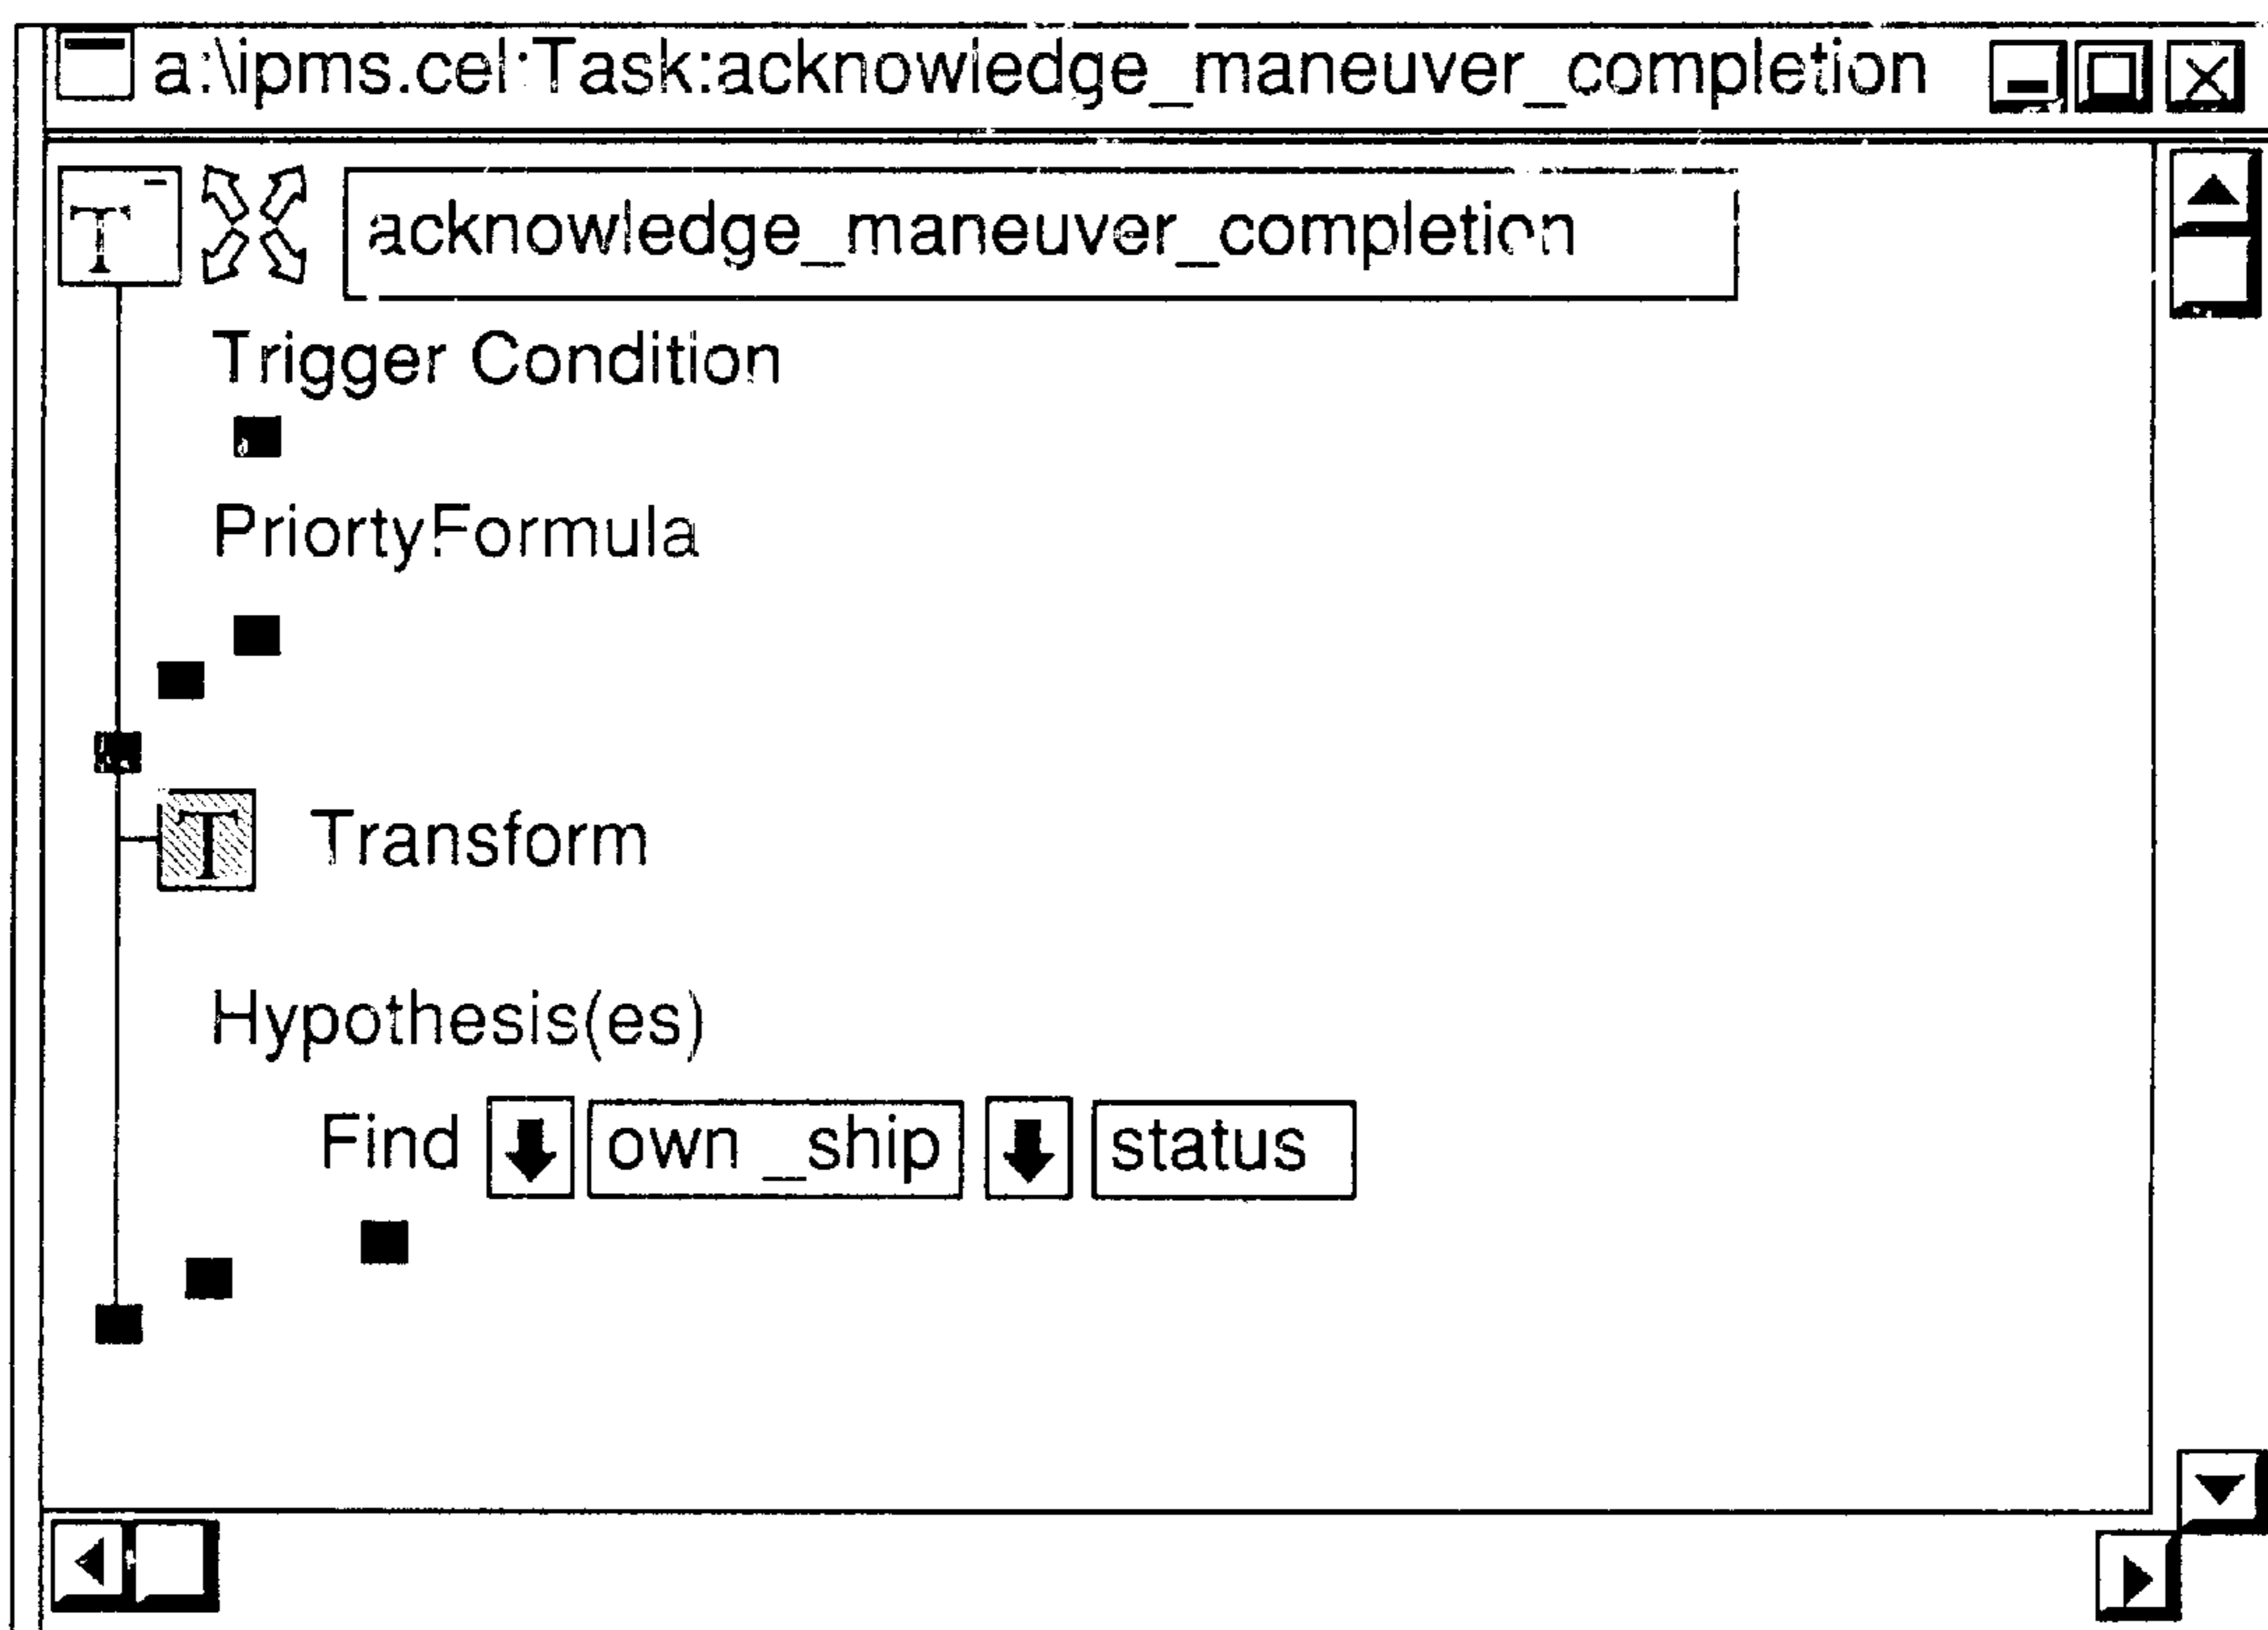 a:\ipms.cel:Task:acknowledge_maneuver_completion
T acknowledge_maneuver_completion
Trigger Condition
PriortyFormula
T Transform
Hypothesis(es)
Find own _ship status